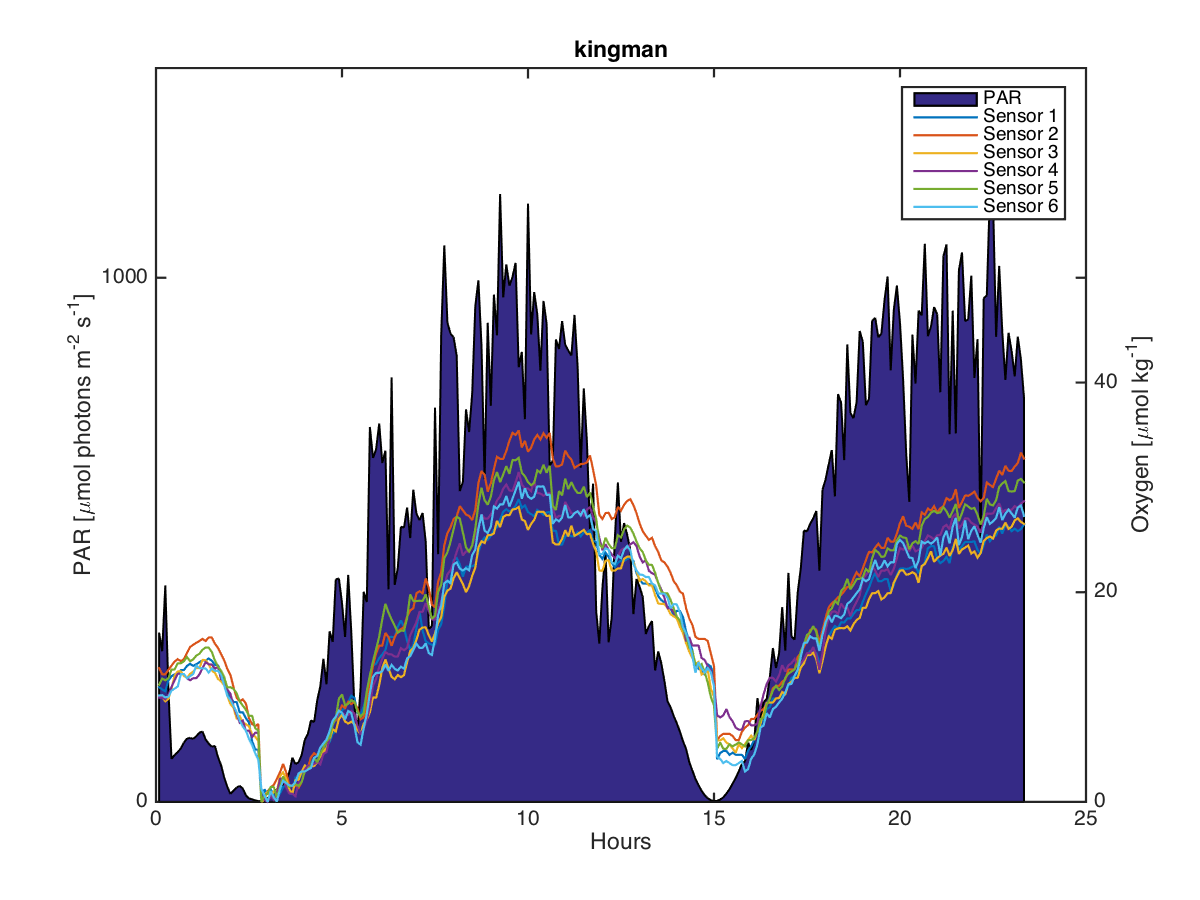 kingman
PAR
Sensor 1
Sensor 2
Sensor 3
Sensor 4
Sensor 5
Sensor 6
PAR [μmol photons m⁻² s⁻¹]
1000
0
Oxygen [μmol kg⁻¹]
40
20
0
0 5 10 15 20 25
Hours